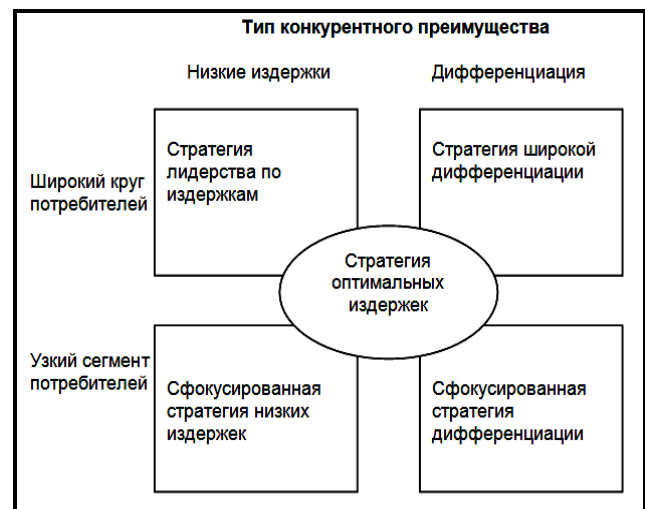 Тип конкурентного преимущества
Низкие издержки
Дифференциация
Широкий круг
потребителей
Стратегия
лидерства по
издержкам
Стратегия широкой
дифференциации
Стратегия
оптимальных
издержек
Узкий сегмент
потребителей
Сфокусированная
стратегия низких
издержек
Сфокусированная
стратегия
дифференциации